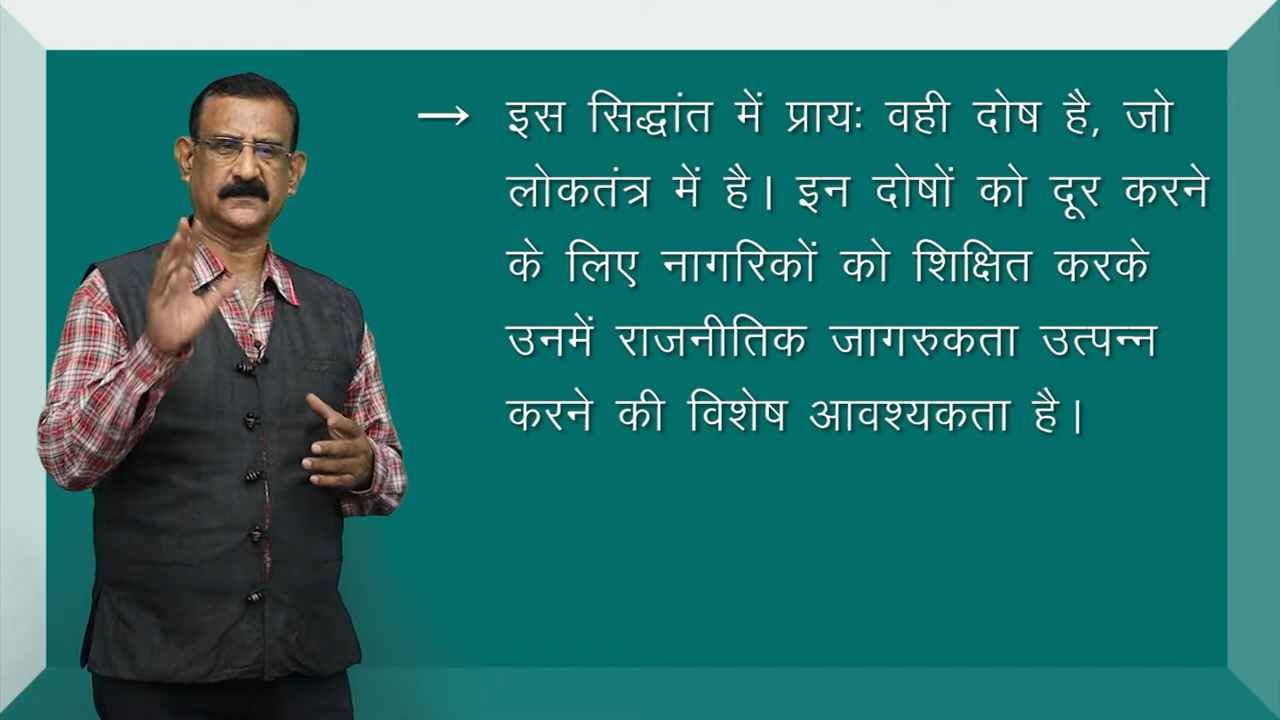 → इस सिद्धांत में प्रायः वही दोष है, जो
लोकतंत्र में है। इन दोषों को दूर करने
के लिए नागरिकों को शिक्षित करके
उनमें राजनीतिक जागरुकता उत्पन्न
करने की विशेष आवश्यकता है।